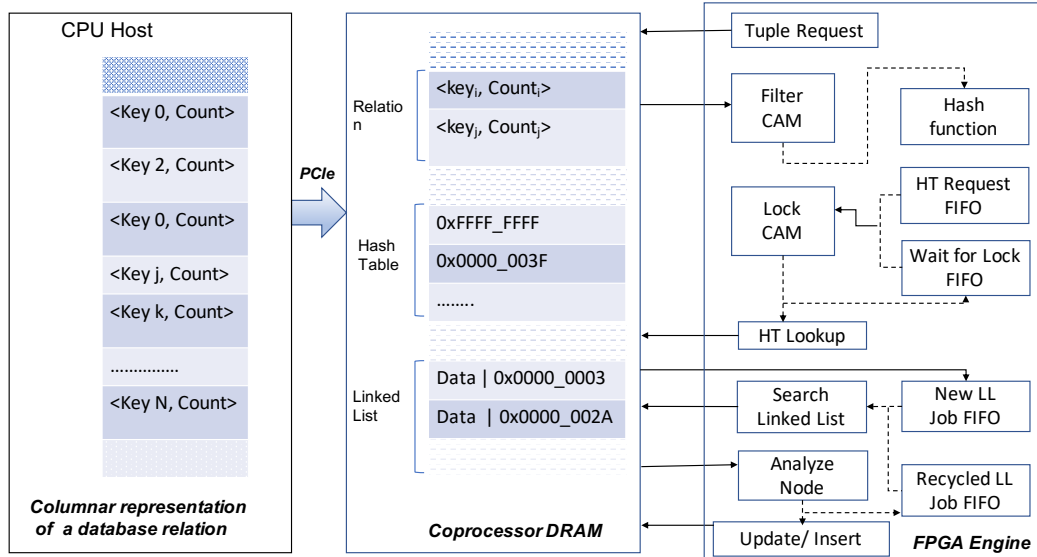 CPU Host
<Key 0, Count>
<Key 2, Count>
<Key 0, Count>
<Key j, Count>
<Key k, Count>
...............
<Key N, Count>
Columnar representation
of a database relation
PCIe
Relatio
n
<keyi, Counti>
<keyj, Countj>
Hash
Table
0xFFFF_FFFF
0x0000_003F
........
Linked
List
Data | 0x0000_0003
Data | 0x0000_002A
Coprocessor DRAM
Tuple Request
Filter
CAM
Hash
function
Lock
CAM
HT Request
FIFO
Wait for Lock
FIFO
HT Lookup
Search
Linked List
New LL
Job FIFO
Analyze
Node
Recycled LL
Job FIFO
Update/ Insert
FPGA Engine